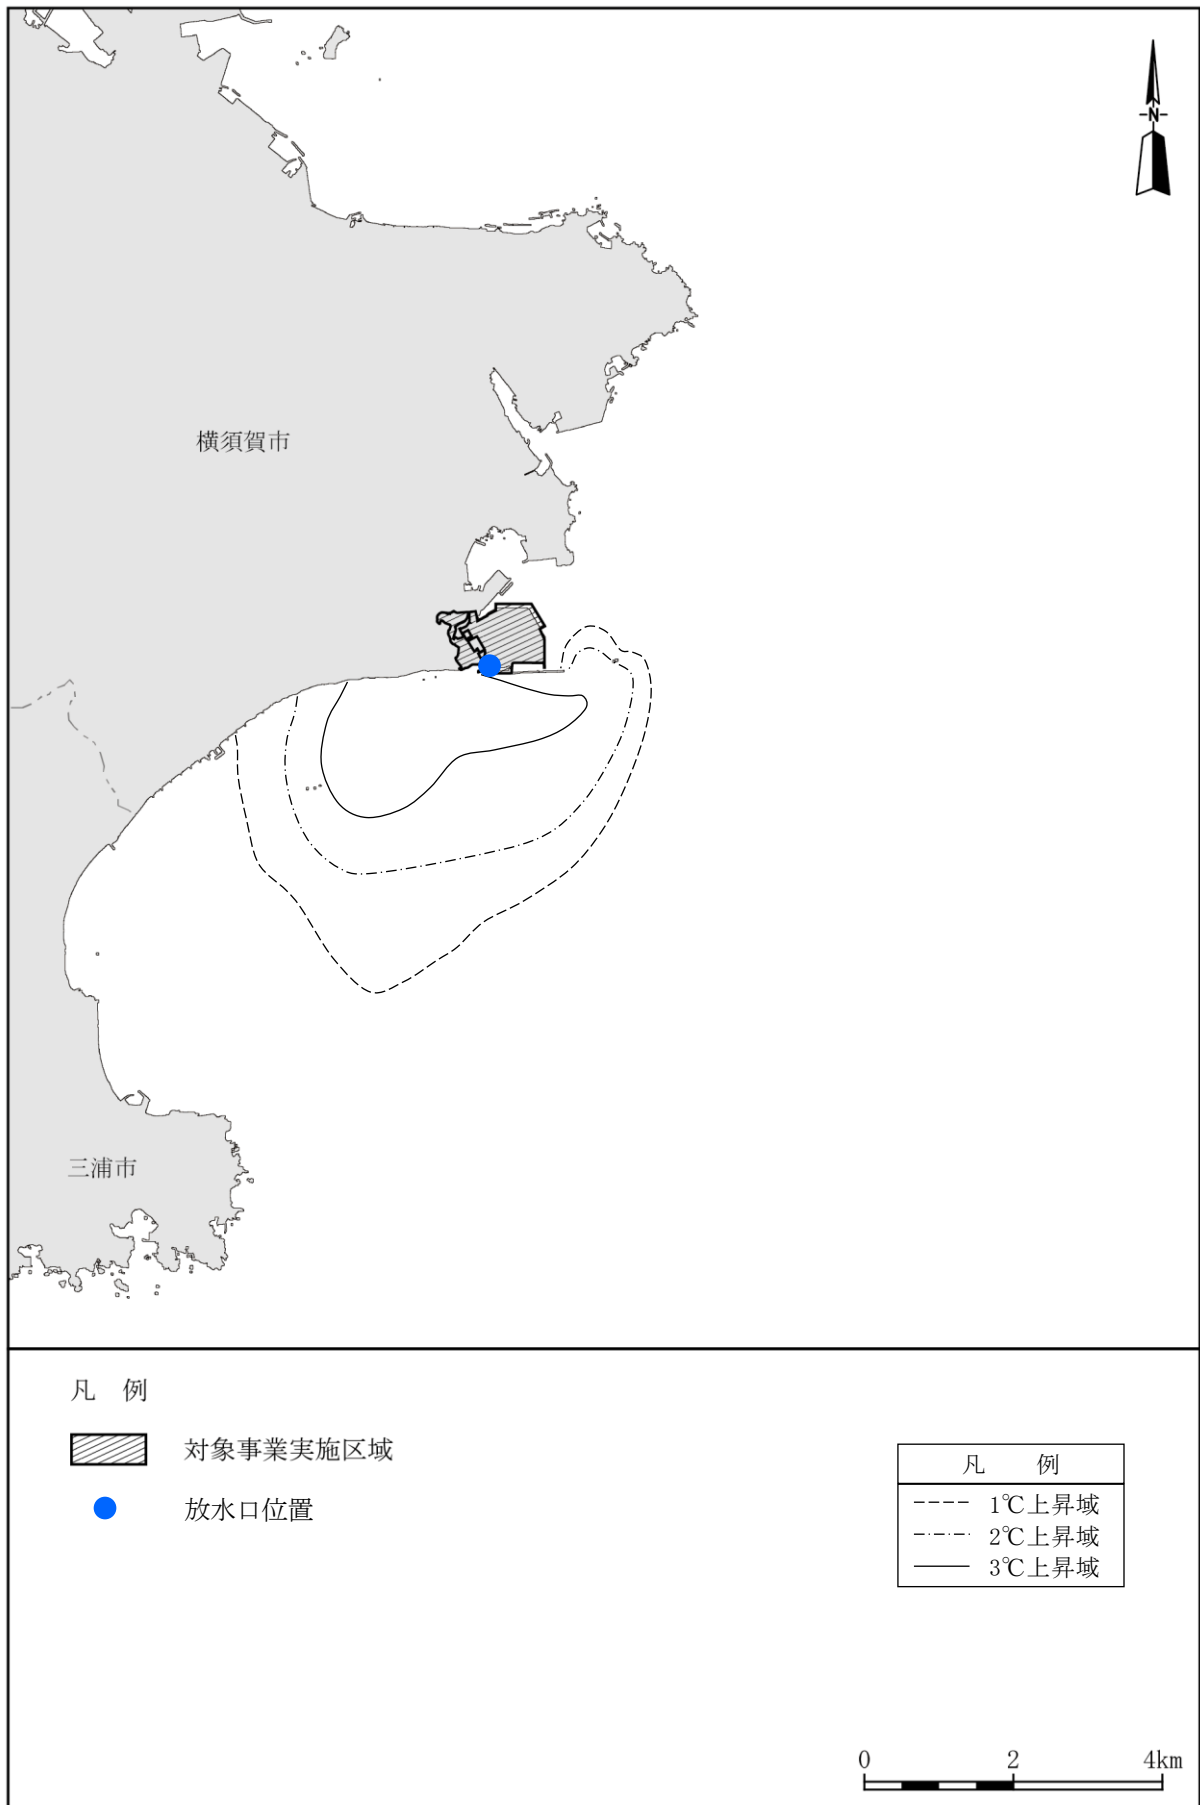 N
横須賀市
三浦市
凡　例
対象事業実施区域
放水口位置
凡　　例
1℃上昇域
2℃上昇域
3℃上昇域
0 2 4km